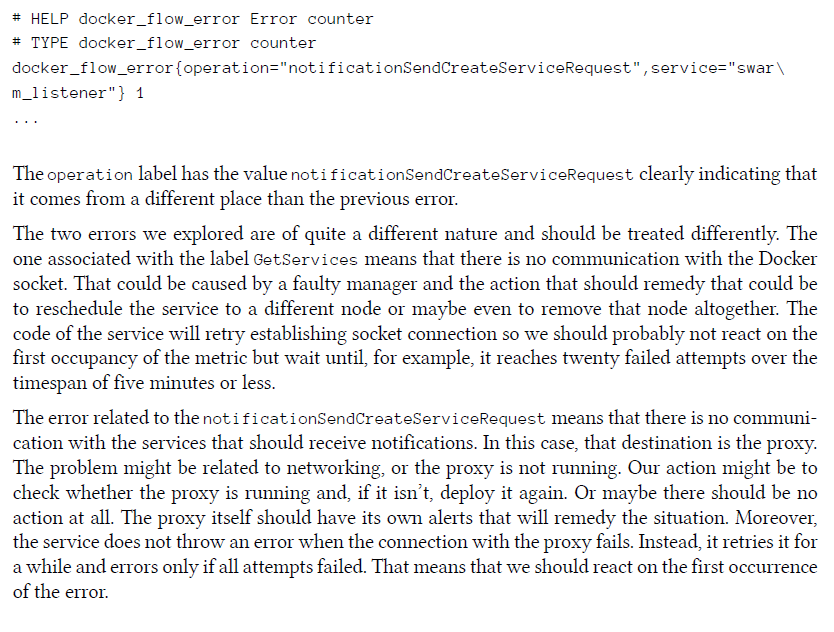 # HELP docker_flow_error Error counter
# TYPE docker_flow_error counter
docker_flow_error{operation="notificationSendCreateServiceRequest",service="swar\
m_listener"} 1
...
The operation label has the value notificationSendCreateServiceRequest clearly indicating that
it comes from a different place than the previous error.
The two errors we explored are of quite a different nature and should be treated differently. The
one associated with the label GetServices means that there is no communication with the Docker
socket. That could be caused by a faulty manager and the action that should remedy that could be
to reschedule the service to a different node or maybe even to remove that node altogether. The
code of the service will retry establishing socket connection so we should probably not react on the
first occupancy of the metric but wait until, for example, it reaches twenty failed attempts over the
timespan of five minutes or less.
The error related to the notificationSendCreateServiceRequest means that there is no communi-
cation with the services that should receive notifications. In this case, that destination is the proxy.
The problem might be related to networking, or the proxy is not running. Our action might be to
check whether the proxy is running and, if it isn't, deploy it again. Or maybe there should be no
action at all. The proxy itself should have its own alerts that will remedy the situation. Moreover,
the service does not throw an error when the connection with the proxy fails. Instead, it retries it for
a while and errors only if all attempts failed. That means that we should react on the first occurrence
of the error.